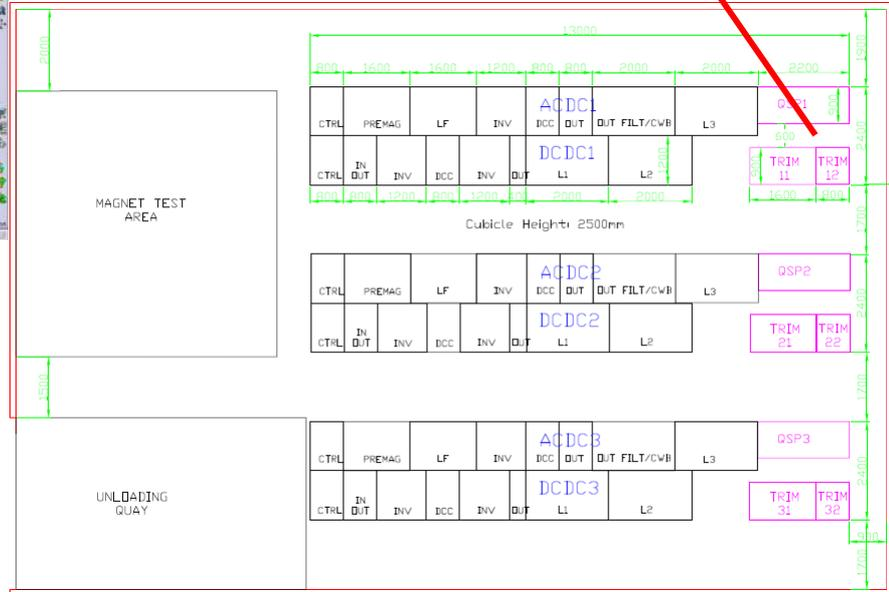 13000
2000
1900
800 1600 1600 1200 800 800 2000 2000 2200
ACDC1
QSP1
900
CTRL PREMAG LF INV DCC OUT OUT FILT/CWB L3
2400
DCDC1
1200
TRIM
11
TRIM
12
CTRL
IN
OUT
INV DCC INV OUT L1 L2
800 800 1200 800 1200 2000 2000
1600 800
MAGNET TEST
AREA
Cubicle Height: 2500mm
1700
ACDC2
QSP2
CTRL PREMAG LF INV DCC OUT OUT FILT/CWB L3
2400
DCDC2
TRIM
21
TRIM
22
CTRL
IN
OUT
INV DCC INV OUT L1 L2
1500
1700
ACDC3
QSP3
CTRL PREMAG LF INV DCC OUT OUT FILT/CWB L3
2400
DCDC3
UNLOADING
QUAY
TRIM
31
TRIM
32
CTRL
IN
OUT
INV DCC INV OUT L1 L2
900
1700